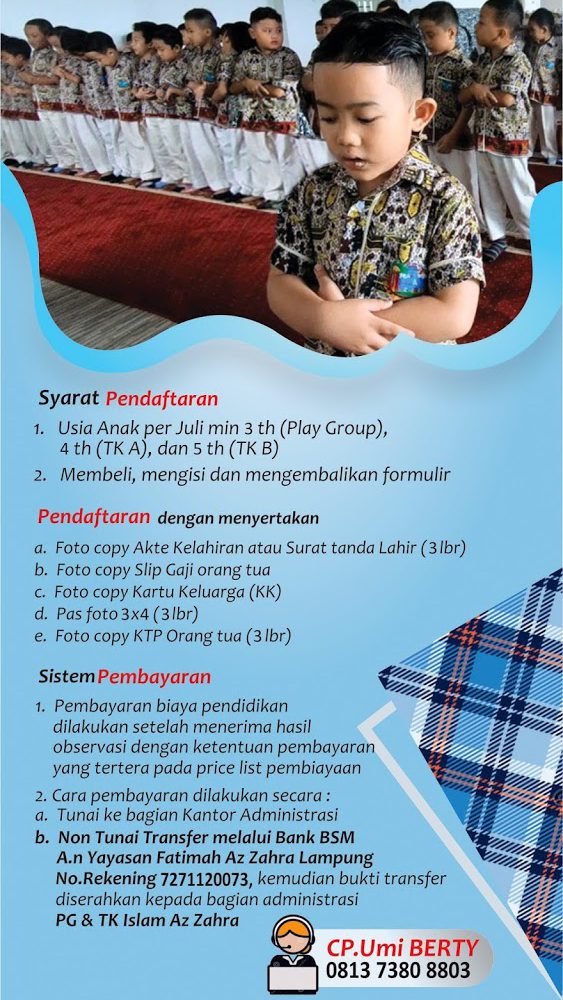 Syarat Pendaftaran
1. Usia Anak per Juli min 3 th (Play Group),
4 th (TK A), dan 5 th (TK B)
2. Membeli, mengisi dan mengembalikan formulir
Pendaftaran dengan menyertakan
a. Foto copy Akte Kelahiran atau Surat tanda Lahir (3lbr)
b. Foto copy Slip Gaji orang tua
c. Foto copy Kartu Keluarga (KK)
d. Pas foto 3x4 (3lbr)
e. Foto copy KTP Orang tua (3lbr)
Sistem Pembayaran
1. Pembayaran biaya pendidikan
dilakukan setelah menerima hasil
observasi dengan ketentuan pembayaran
yang tertera pada price list pembiayaan
2. Cara pembayaran dilakukan secara :
a. Tunai ke bagian Kantor Administrasi
b. Non Tunai Transfer melalui Bank BSM
A.n Yayasan Fatimah Az Zahra Lampung
No.Rekening 7271120073, kemudian bukti transfer
diserahkan kepada bagian administrasi
PG & TK Islam Az Zahra
CP.Umi BERTY
0813 7380 8803